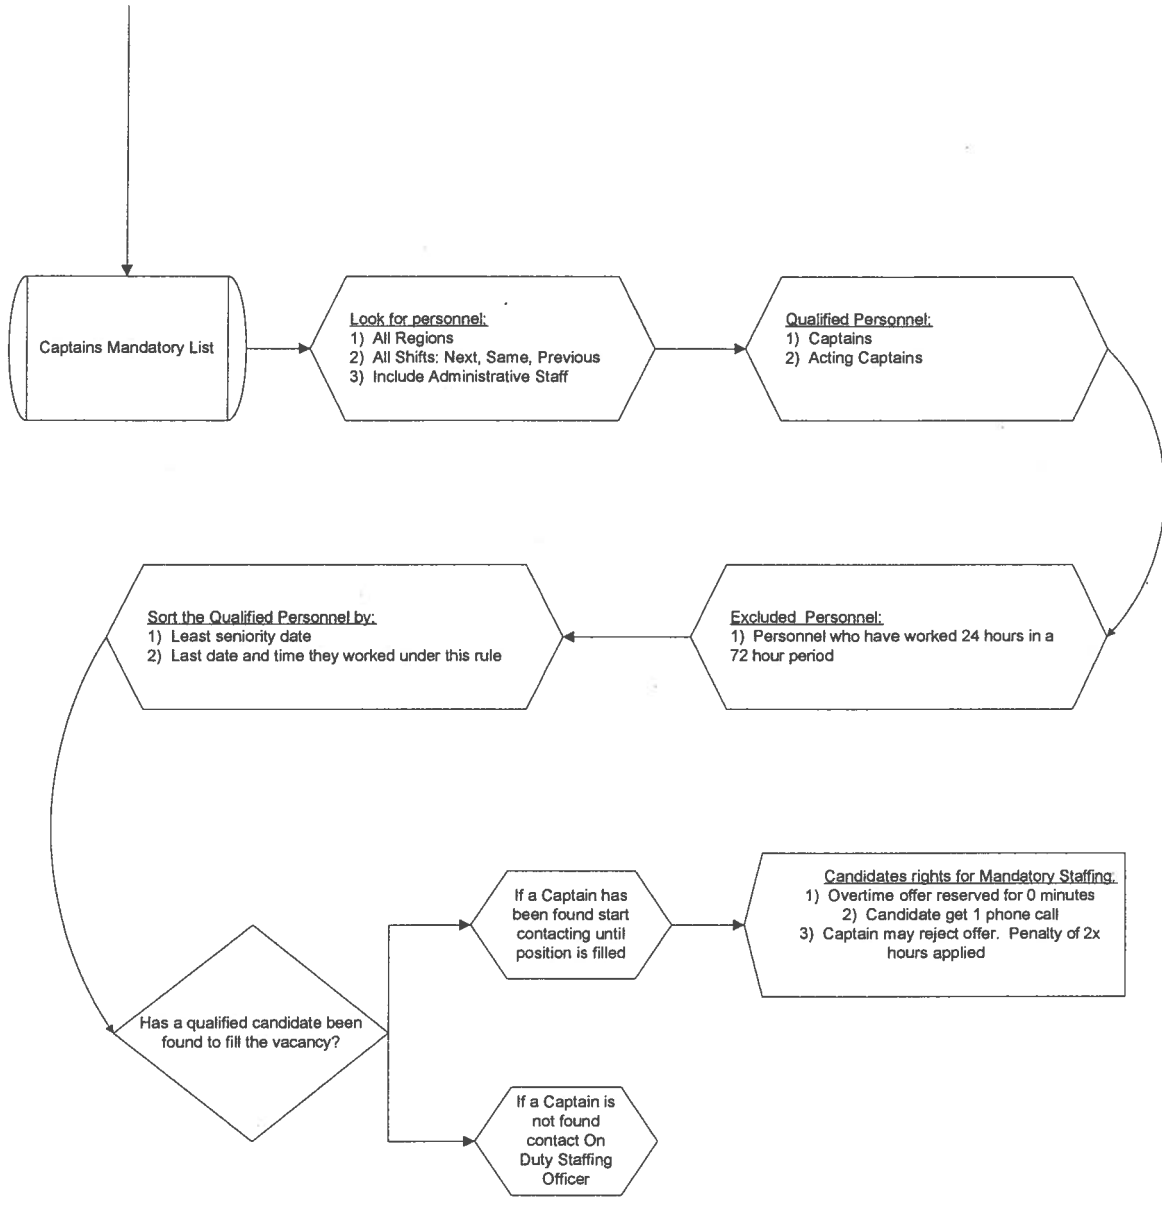 Captains Mandatory List
Look for personnel:
1) All Regions
2) All Shifts: Next, Same, Previous
3) Include Administrative Staff
Qualified Personnel:
1) Captains
2) Acting Captains
Sort the Qualified Personnel by:
1) Least seniority date
2) Last date and time they worked under this rule
Excluded Personnel:
1) Personnel who have worked 24 hours in a
72 hour period
Has a qualified candidate been
found to fill the vacancy?
If a Captain has
been found start
contacting until
position is filled
Candidates rights for Mandatory Staffing:
1) Overtime offer reserved for 0 minutes
2) Candidate get 1 phone call
3) Captain may reject offer. Penalty of 2x
hours applied
If a Captain is
not found
contact On
Duty Staffing
Officer